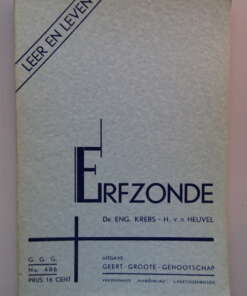 LEER EN LEVEN
ERFZONDE
DR. ENG. KREBS - H. v. D. HEUVEL
G. G. G.
No. 486
PRIJS 16 CENT
UITGAVE
GEERT-GROOTE-GENOOTSCHAP